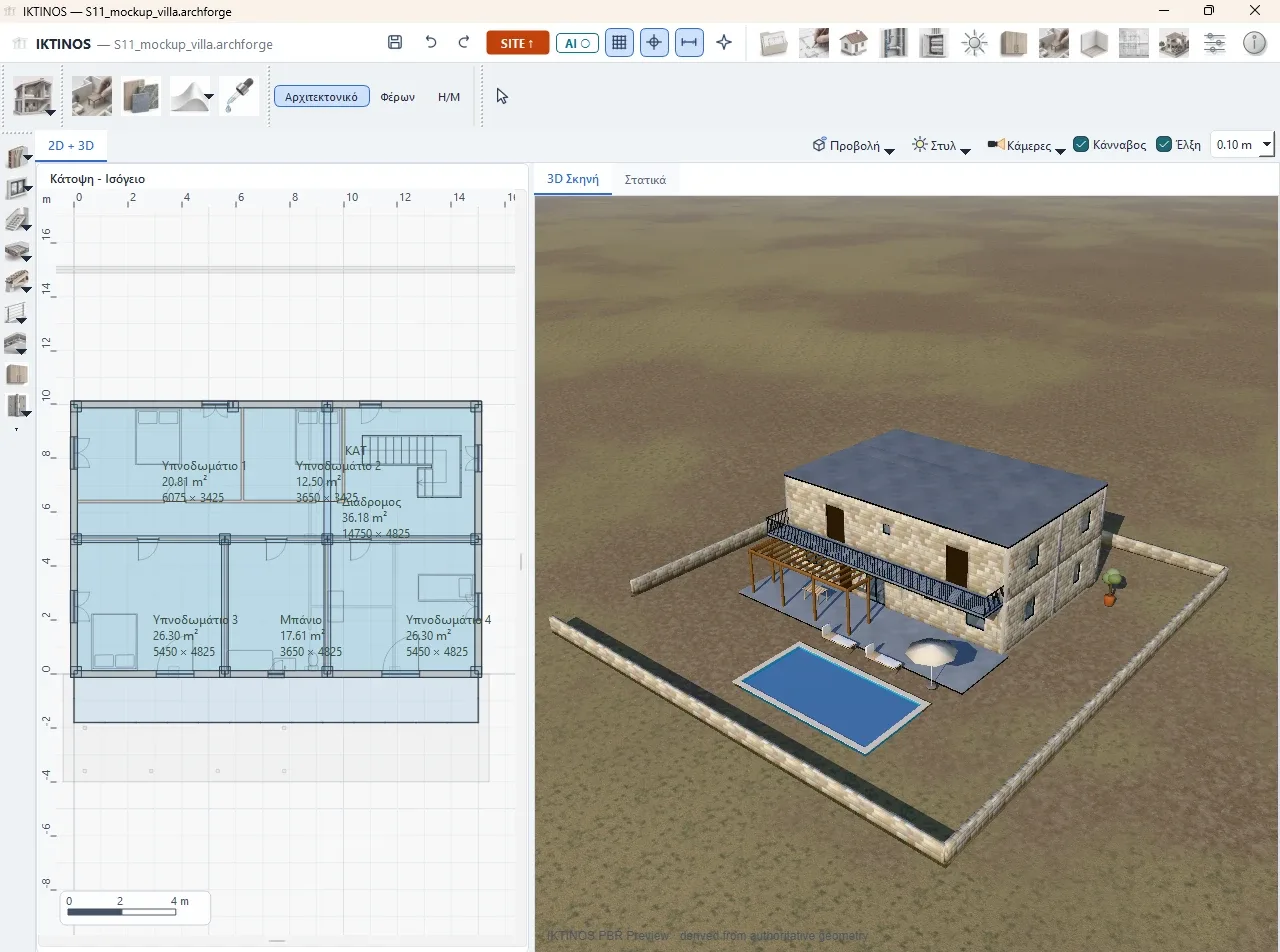 IKTINOS — S11_mockup_villa.archforge
IKTINOS — S11_mockup_villa.archforge
SITE ↑
AI
Αρχιτεκτονικό
Φέρων
Η/Μ
2D + 3D
Προβολή
Στυλ
Κάμερες
Κάνναβος
Έλξη
0.10 m
Κάτοψη - Ισόγειο
3D Σκηνή
Στατικά
m
0 2 4 6 8 10 12 14 16
16
14
12
10
8
6
4
2
0
-2
-4
-6
-8
ΚΑΤ
Υπνοδωμάτιο 1
20.81 m²
6075 × 3425
Υπνοδωμάτιο 2
12.50 m²
3650 × 3425
Διάδρομος
36.18 m²
14750 × 4825
Υπνοδωμάτιο 3
26.30 m²
5450 × 4825
Μπάνιο
17.61 m²
3650 × 4825
Υπνοδωμάτιο 4
26.30 m²
5450 × 4825
0 2 4 m
IKTINOS PBR Preview derived from authoritative geometry